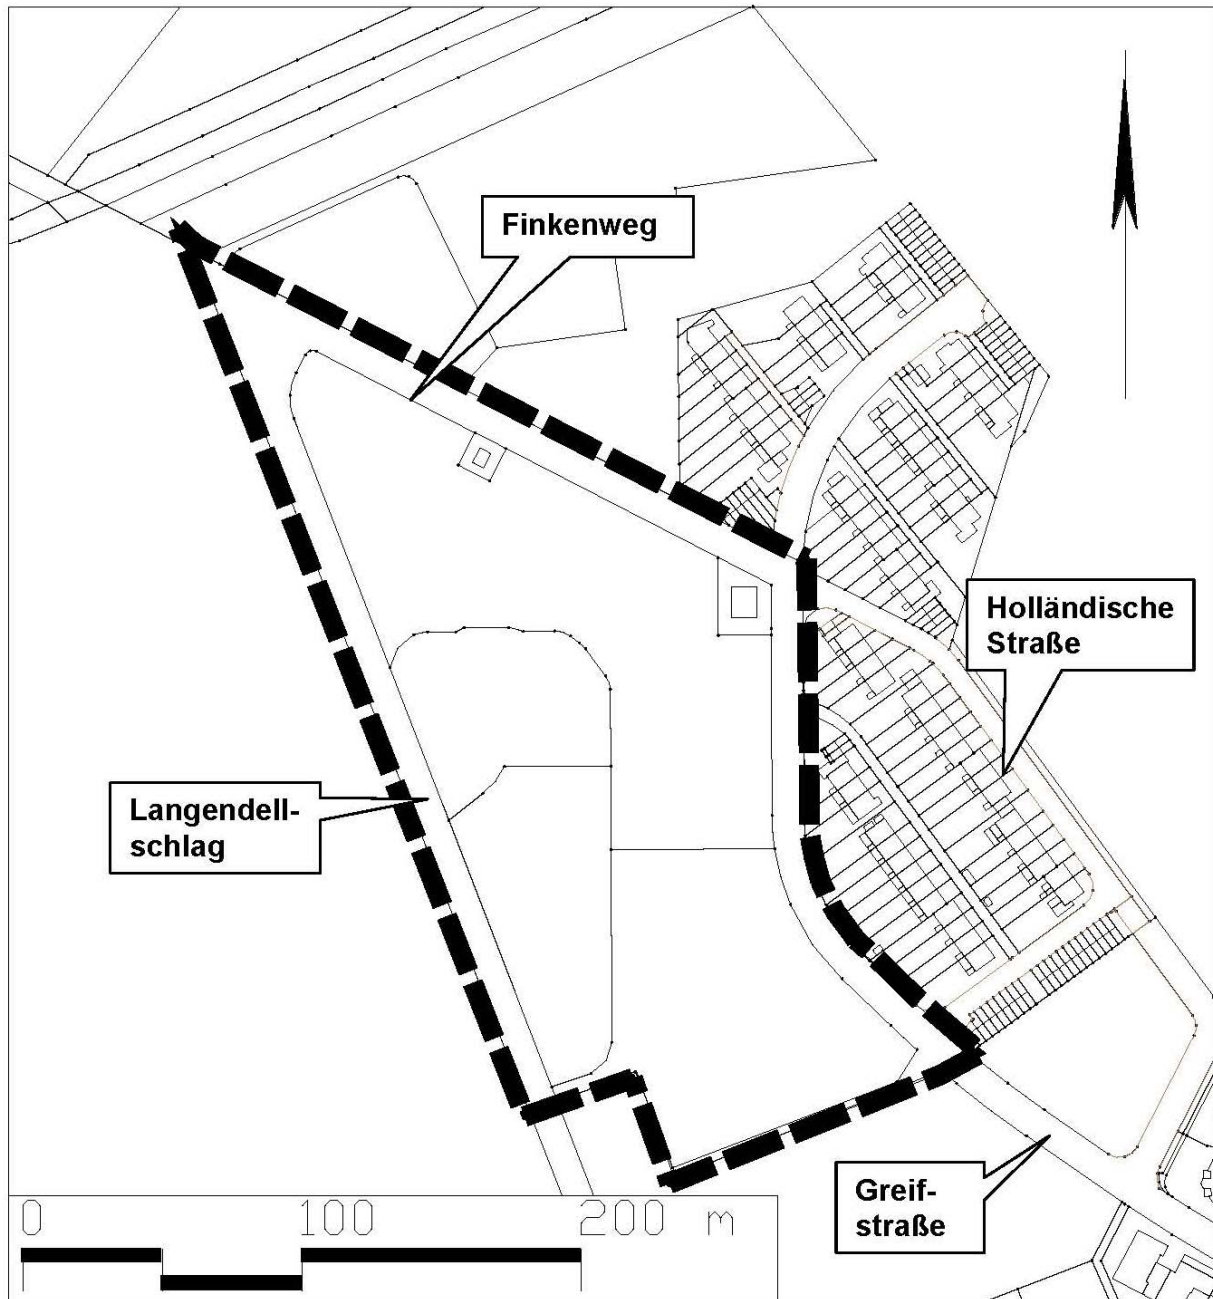 Finkenweg
Holländische
Straße
Langendell-
schlag
Greif-
straße
0 100 200 m